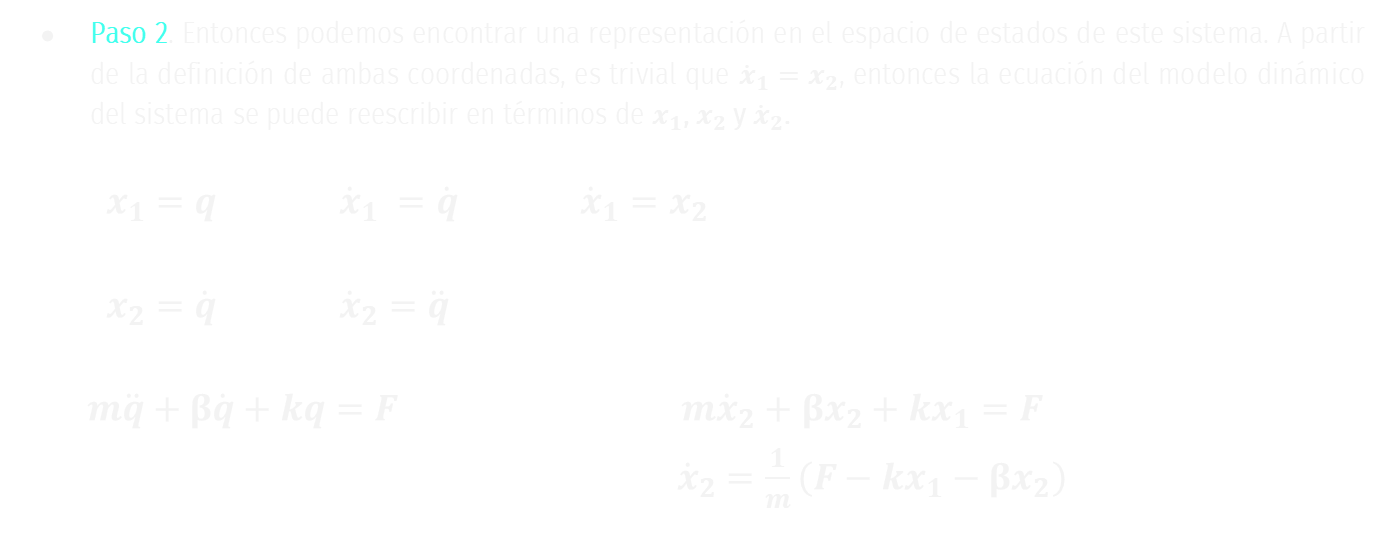 • Paso 2 Entonces podemos encontrar una representación en el espacio de estados de este sistema. A partir
de la definición de ambas coordenadas, es trivial que ẋ₁ = x₂, entonces la ecuación del modelo dinámico
del sistema se puede reescribir en términos de x₁, x₂ y ẋ₂.
x₁ = q ẋ₁ = q̇ ẋ₁ = x₂
x₂ = q̇ ẋ₂ = q̈
mq̈ + βq̇ + kq = F mẋ₂ + βx₂ + kx₁ = F
ẋ₂ = 1/m (F − kx₁ − βx₂)